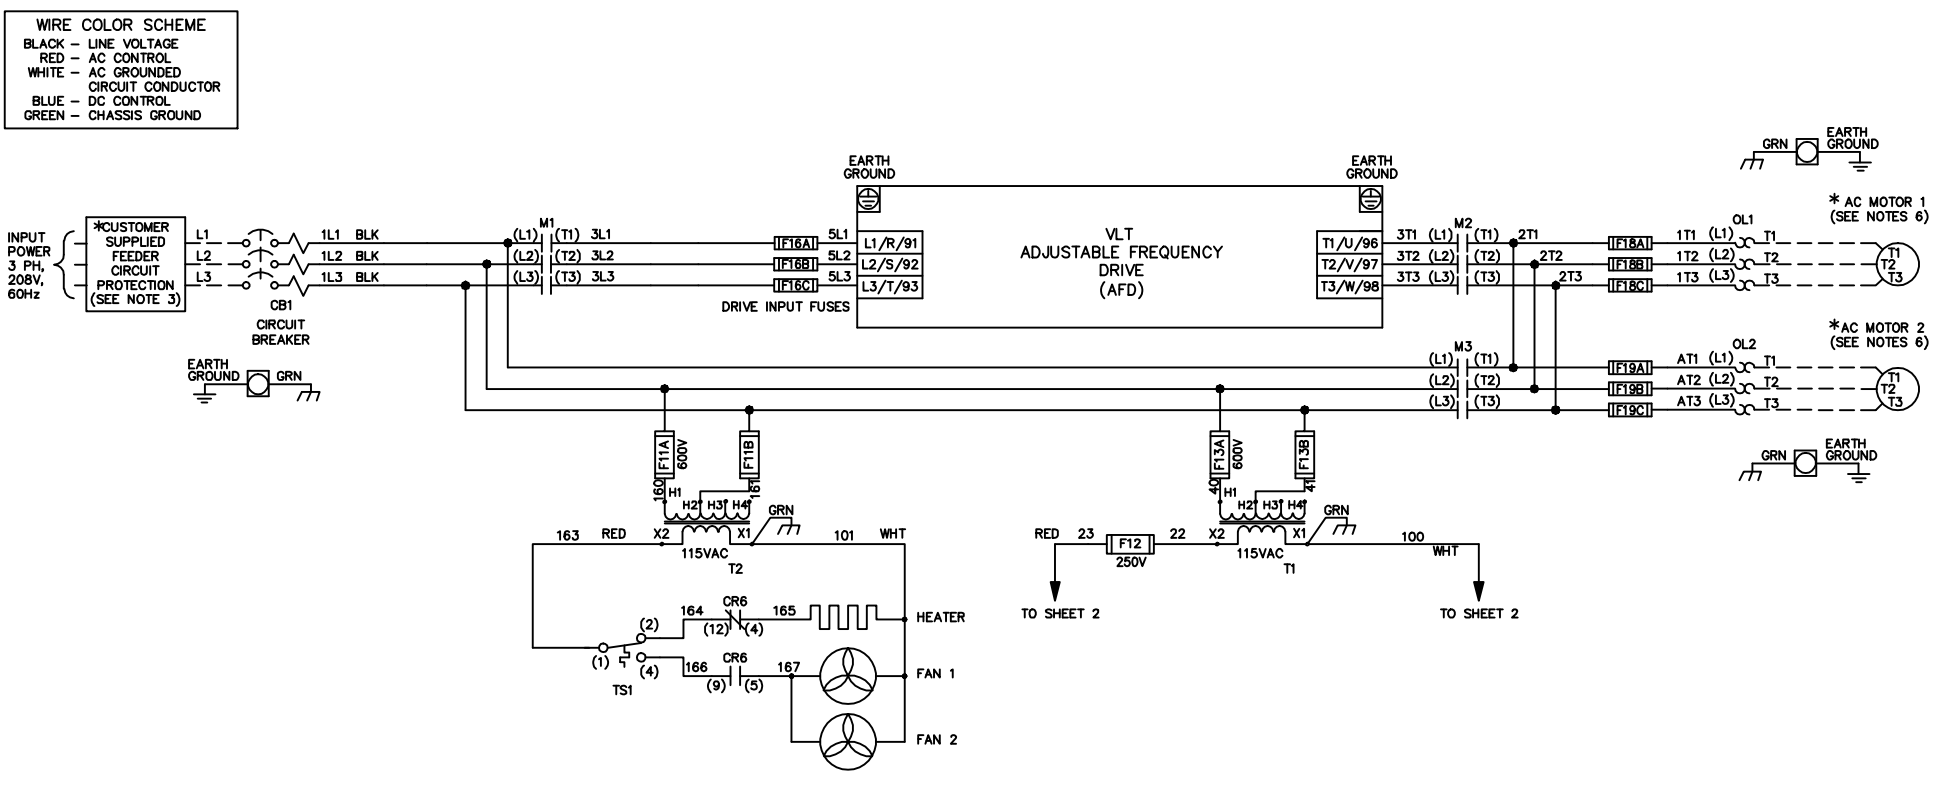 WIRE COLOR SCHEME
BLACK – LINE VOLTAGE
RED – AC CONTROL
WHITE – AC GROUNDED
CIRCUIT CONDUCTOR
BLUE – DC CONTROL
GREEN – CHASSIS GROUND
INPUT
POWER
3 PH,
208V,
60Hz
*CUSTOMER
SUPPLIED
FEEDER
CIRCUIT
PROTECTION
(SEE NOTE 3)
L1
L2
L3
CB1
CIRCUIT
BREAKER
1L1 BLK
1L2 BLK
1L3 BLK
EARTH
GROUND
GRN
M1
(L1) (T1) 3L1
(L2) (T2) 3L2
(L3) (T3) 3L3
F16A
F16B
F16C
DRIVE INPUT FUSES
5L1
5L2
5L3
EARTH
GROUND
L1/R/91
L2/S/92
L3/T/93
VLT
ADJUSTABLE FREQUENCY
DRIVE
(AFD)
EARTH
GROUND
T1/U/96
T2/V/97
T3/W/98
M2
3T1 (L1) (T1) 2T1
3T2 (L2) (T2) 2T2
3T3 (L3) (T3) 2T3
F18A
F18B
F18C
OL1
1T1 (L1) T1
1T2 (L2) T2
1T3 (L3) T3
GRN
EARTH
GROUND
* AC MOTOR 1
(SEE NOTES 6)
T1
T2
T3
M3
(L1) (T1)
(L2) (T2)
(L3) (T3)
F19A
F19B
F19C
OL2
AT1 (L1) T1
AT2 (L2) T2
AT3 (L3) T3
*AC MOTOR 2
(SEE NOTES 6)
T1
T2
T3
GRN
EARTH
GROUND
F11A
600V
F11B
160
161
H1
H2 H3 H4
GRN
163 RED X2 X1 101 WHT
115VAC
T2
F13A
600V
F13B
40
41
H1
H2 H3 H4
GRN
RED 23 F12 22 X2 X1 100
WHT
250V
115VAC
T1
TO SHEET 2
TO SHEET 2
164 CR6 165
(12) (4)
HEATER
(2)
(1)
(4)
TS1
166 CR6 167
(9) (5)
FAN 1
FAN 2